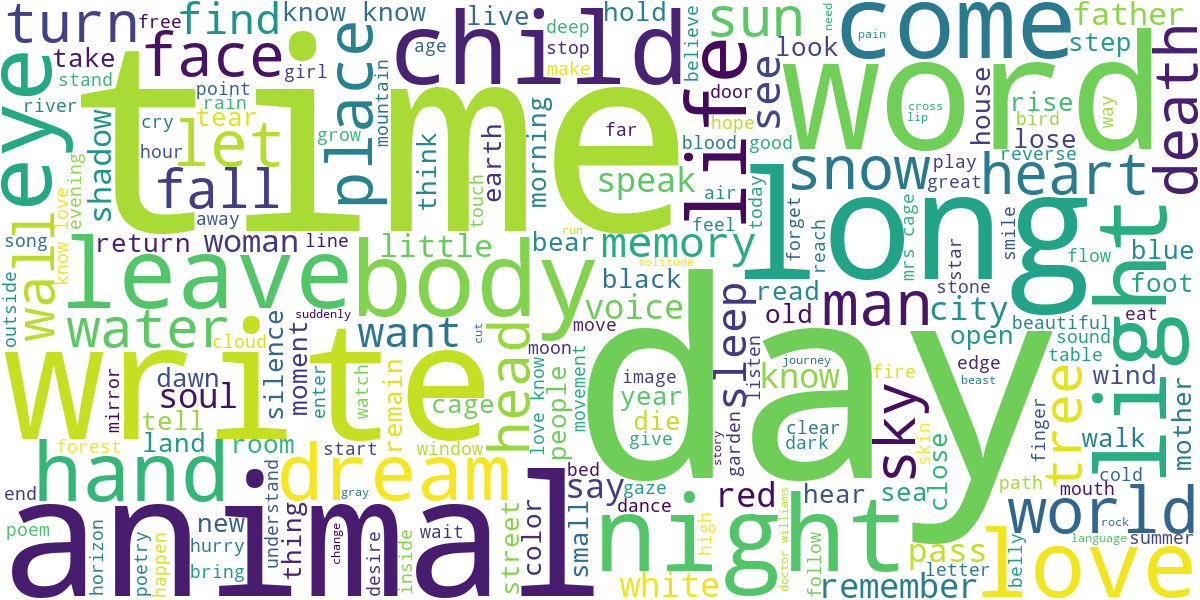 turn
free
find
know know
live
deep
hold
sun
come
father
step
take
face
age
stop
make
believe
look
need
pain
stand
girl
time
child
life
word
death
eye
river
point
rain
tear
place
mountain
door
see
house
rise
bird
way
cry
hour
let
grow
think
earth
morning
far
hope
blood
good
cross
lip
lose
reverse
shadow
evening
fall
away
touch
speak
air
feel
today
snow
play
great
heart
long
light
song
wall
know love
return
woman
line
little
bear
run
memory
solitude
forget
reach
mrs cage
star
smile
flow
blue
foot
outside
leave
body
black
voice
read
old
man
city
stone
open
beautiful
eat
sound
water
cloud
suddenly
want
cut
move
moon
day
sleep
listen
journey
know
edge
beast
table
wind
write
mirror
dawn
soul
silence
moment
enter
watch
remain
cage
head
love know
people
movement
image
year
die
give
clear
dark
fire
sky
skin
finger
tree
walk
mother
tell
land
room
forest
start
window
hand
dream
understand
gray
bed
say
gaze
dance
story
garden
red
hear
sea
close
path
mouth
cold
end
poem
animal
horizon
poetry
happen
new
hurry
bring
thing
change
desire
inside
wait
street
color
small
night
high
doctor williams
follow
white
remember
pass
letter
belly
love
world
rock
language
summer